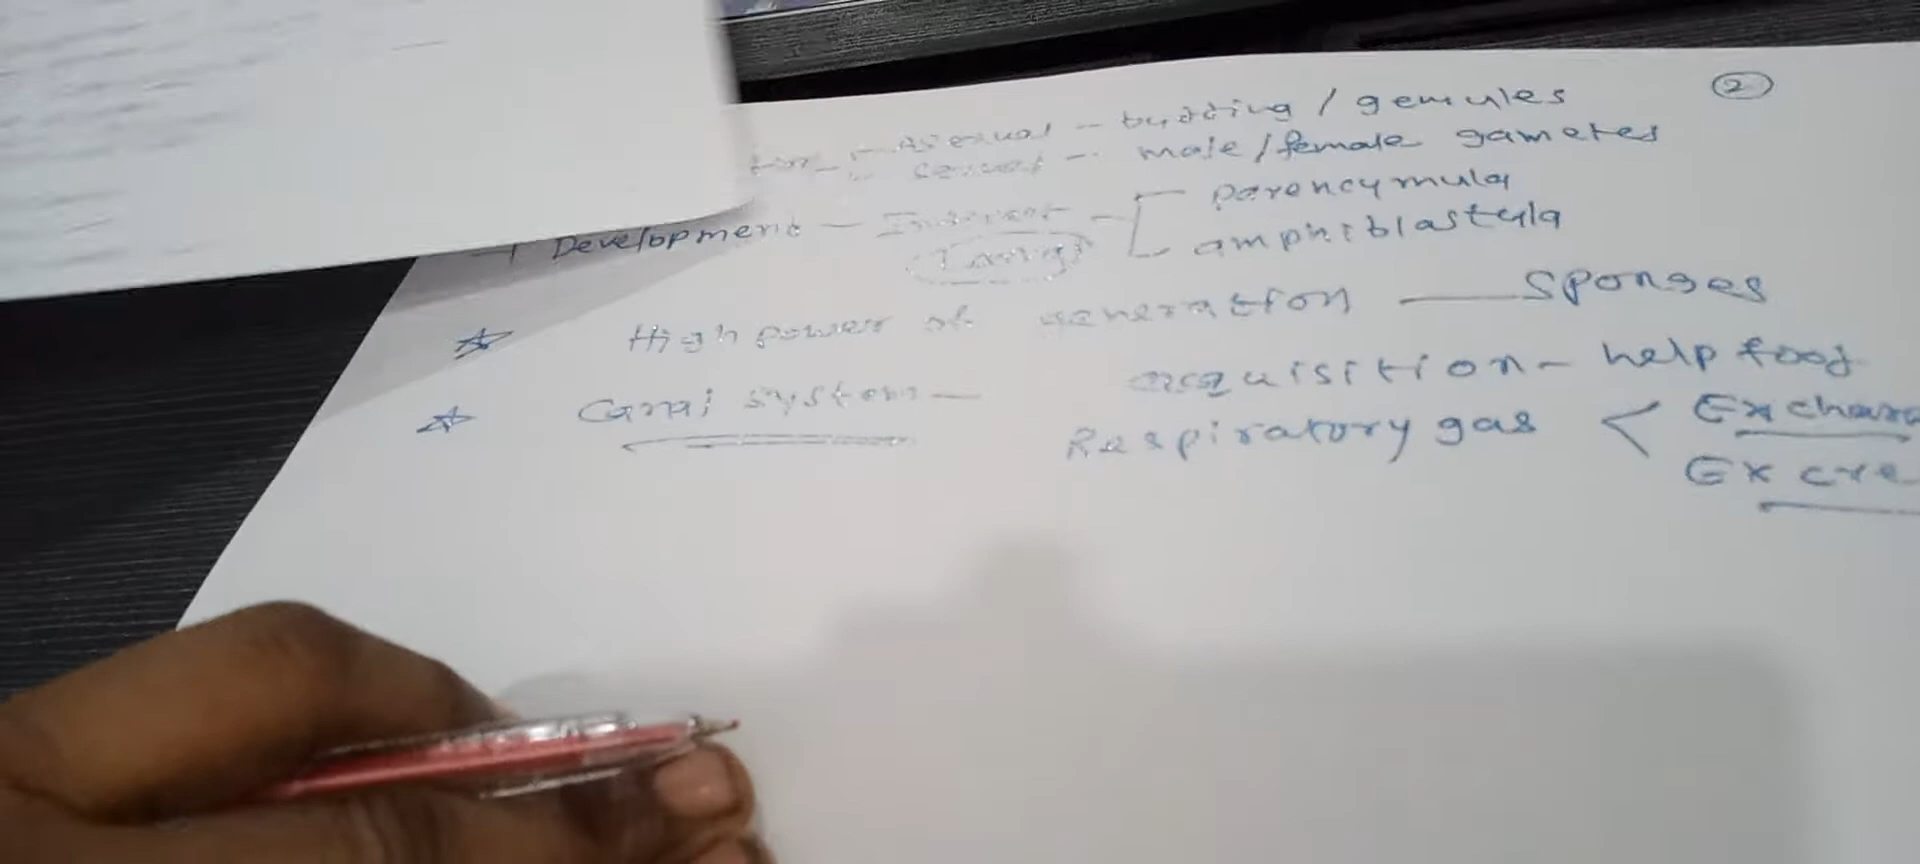 ②
Asexual - budding / gemules
Sexual - male / female gametes
Development - Indirect - parencymula
(Larva) amphiblastula
☆ High power of generation — Sponges
☆ Canal system - acquisition - help food
Respiratory gas < Exchang
Excre